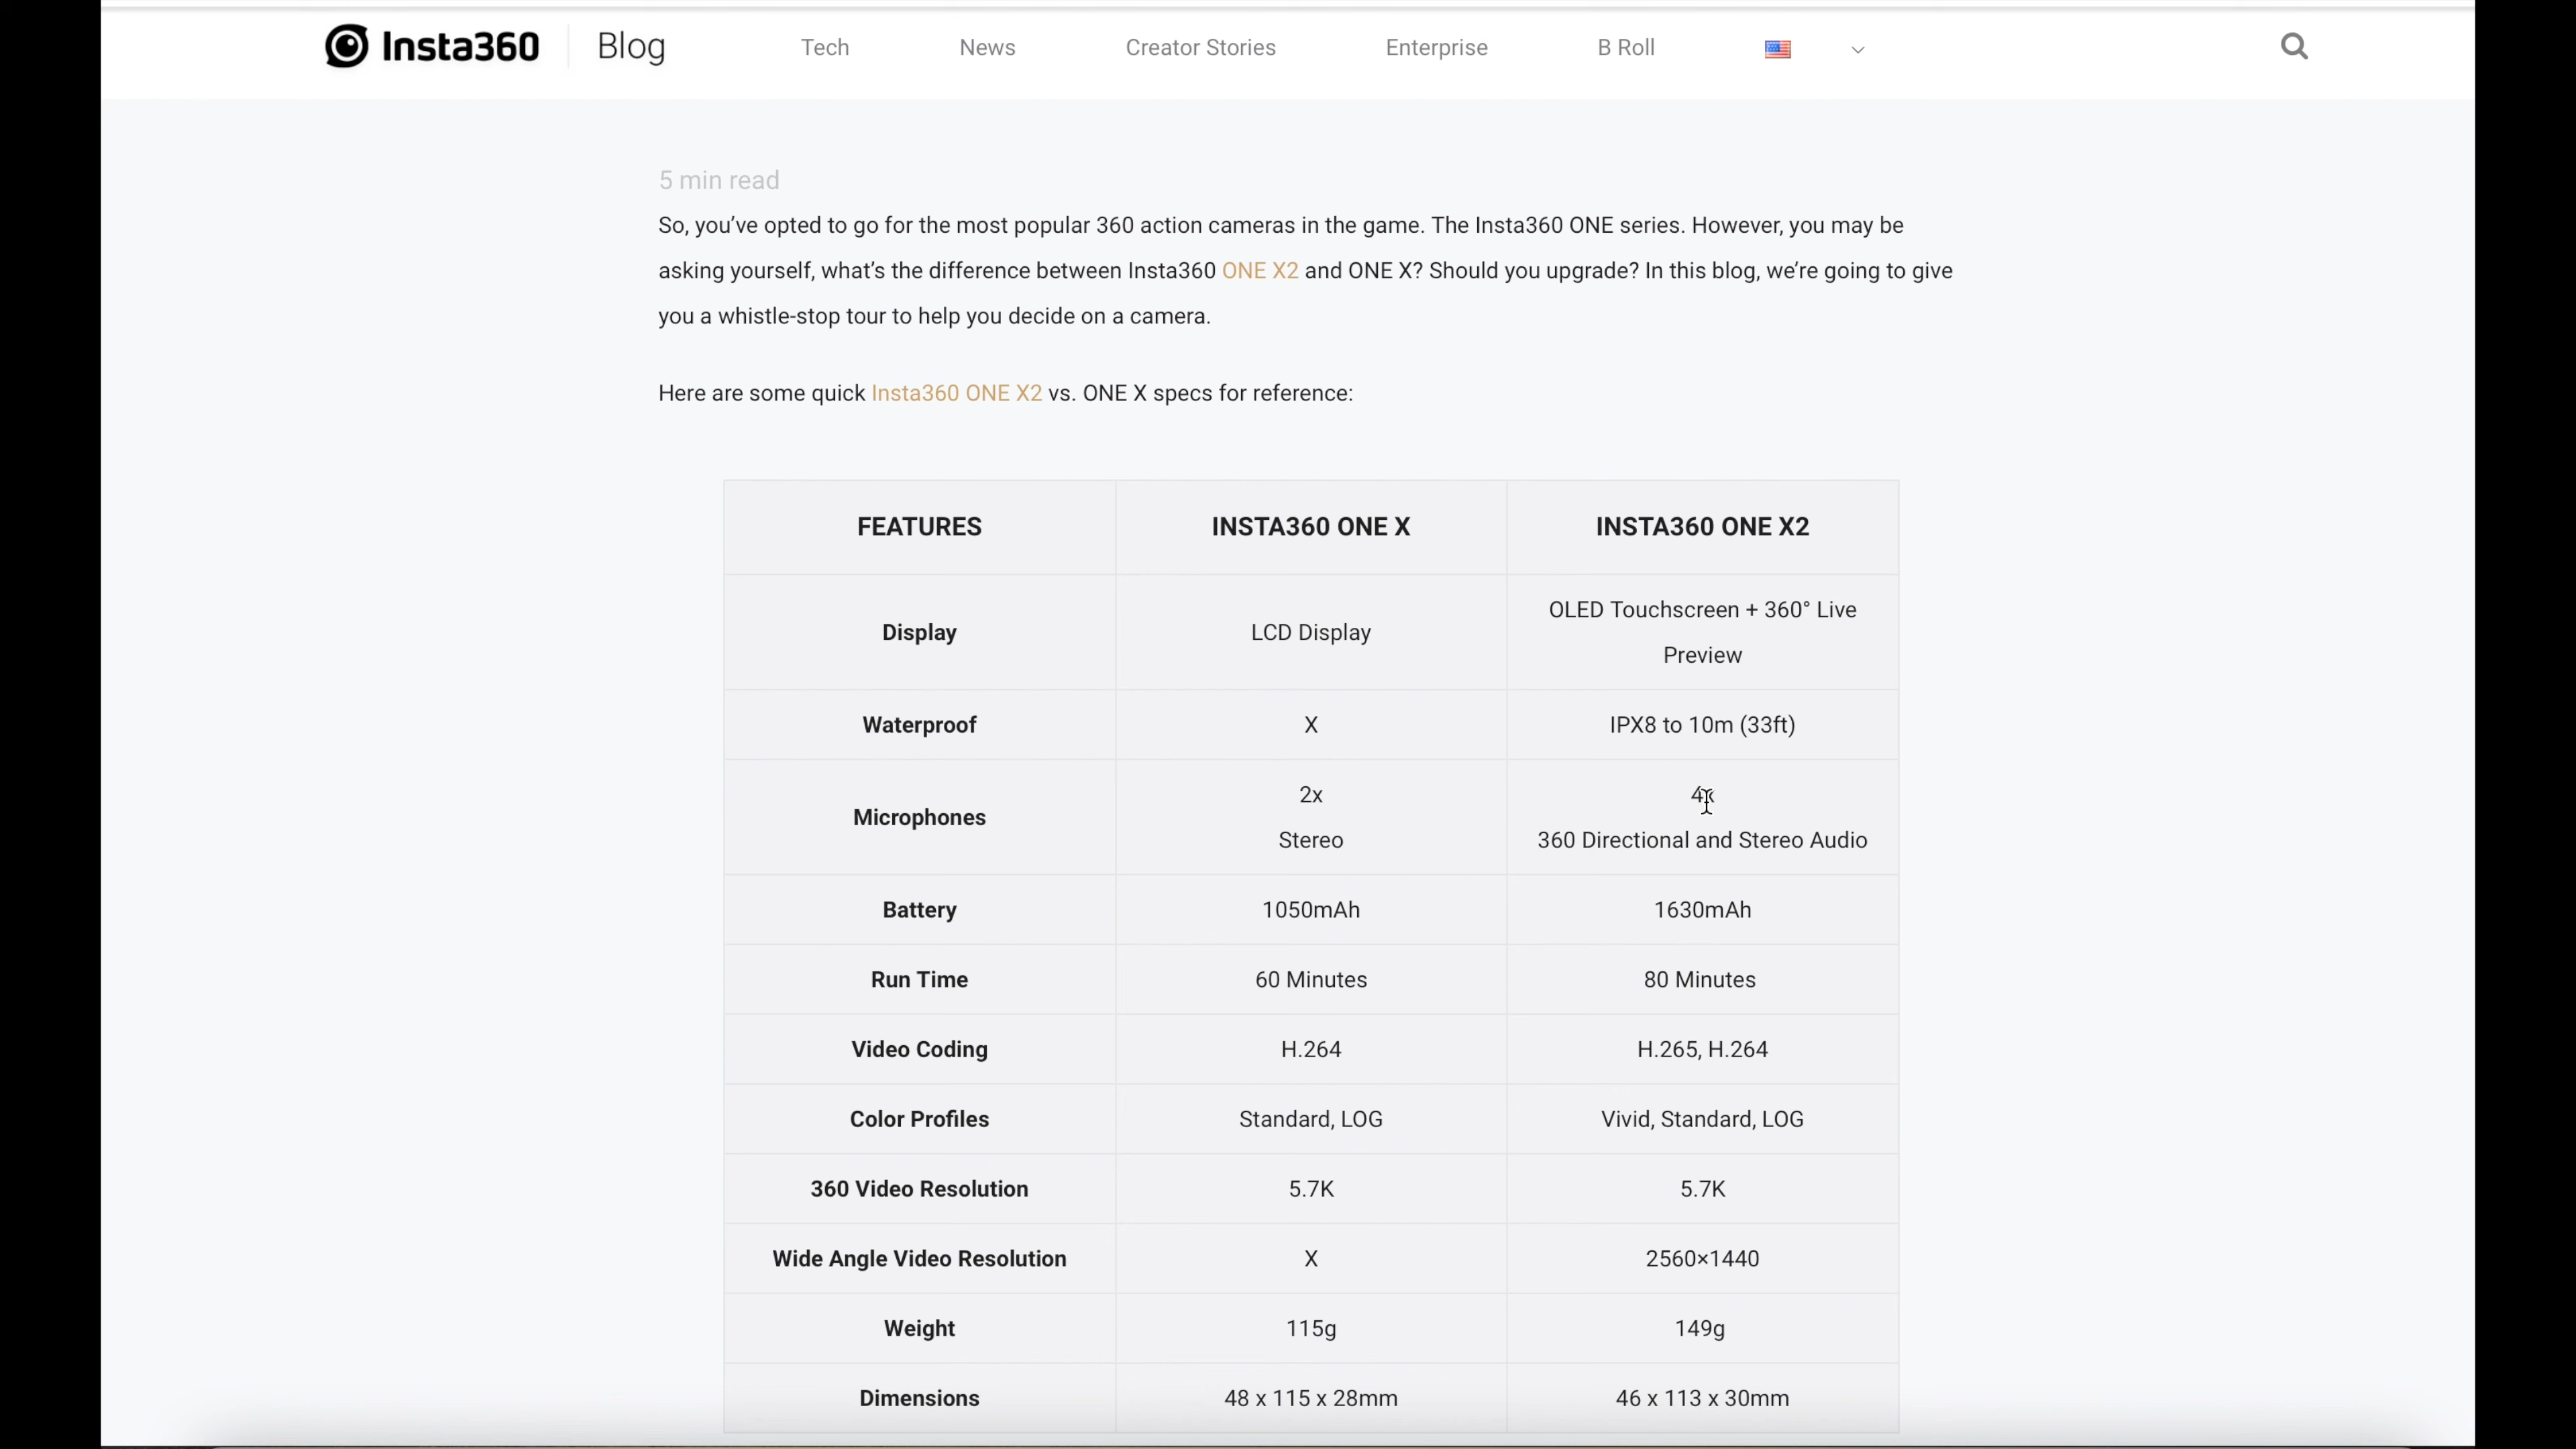 Insta360 Blog Tech News Creator Stories Enterprise B Roll
5 min read
So, you’ve opted to go for the most popular 360 action cameras in the game. The Insta360 ONE series. However, you may be
asking yourself, what’s the difference between Insta360 ONE X2 and ONE X? Should you upgrade? In this blog, we’re going to give
you a whistle-stop tour to help you decide on a camera.
Here are some quick Insta360 ONE X2 vs. ONE X specs for reference:
FEATURES INSTA360 ONE X INSTA360 ONE X2
Display LCD Display OLED Touchscreen + 360° Live
Preview
Waterproof X IPX8 to 10m (33ft)
Microphones 2x
Stereo 4x
360 Directional and Stereo Audio
Battery 1050mAh 1630mAh
Run Time 60 Minutes 80 Minutes
Video Coding H.264 H.265, H.264
Color Profiles Standard, LOG Vivid, Standard, LOG
360 Video Resolution 5.7K 5.7K
Wide Angle Video Resolution X 2560×1440
Weight 115g 149g
Dimensions 48 x 115 x 28mm 46 x 113 x 30mm